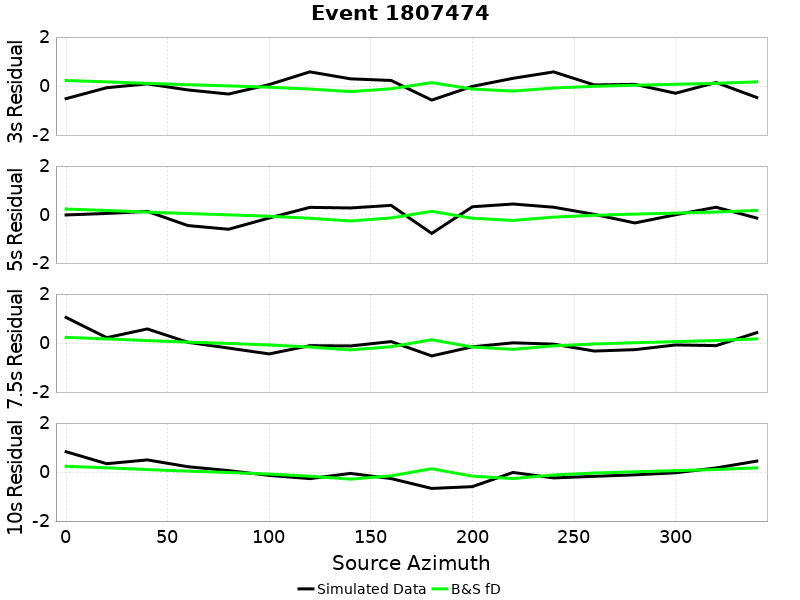 Event 1807474
3s Residual
2
0
-2
5s Residual
2
0
-2
7.5s Residual
2
0
-2
10s Residual
2
0
-2
0 50 100 150 200 250 300
Source Azimuth
Simulated Data B&S fD